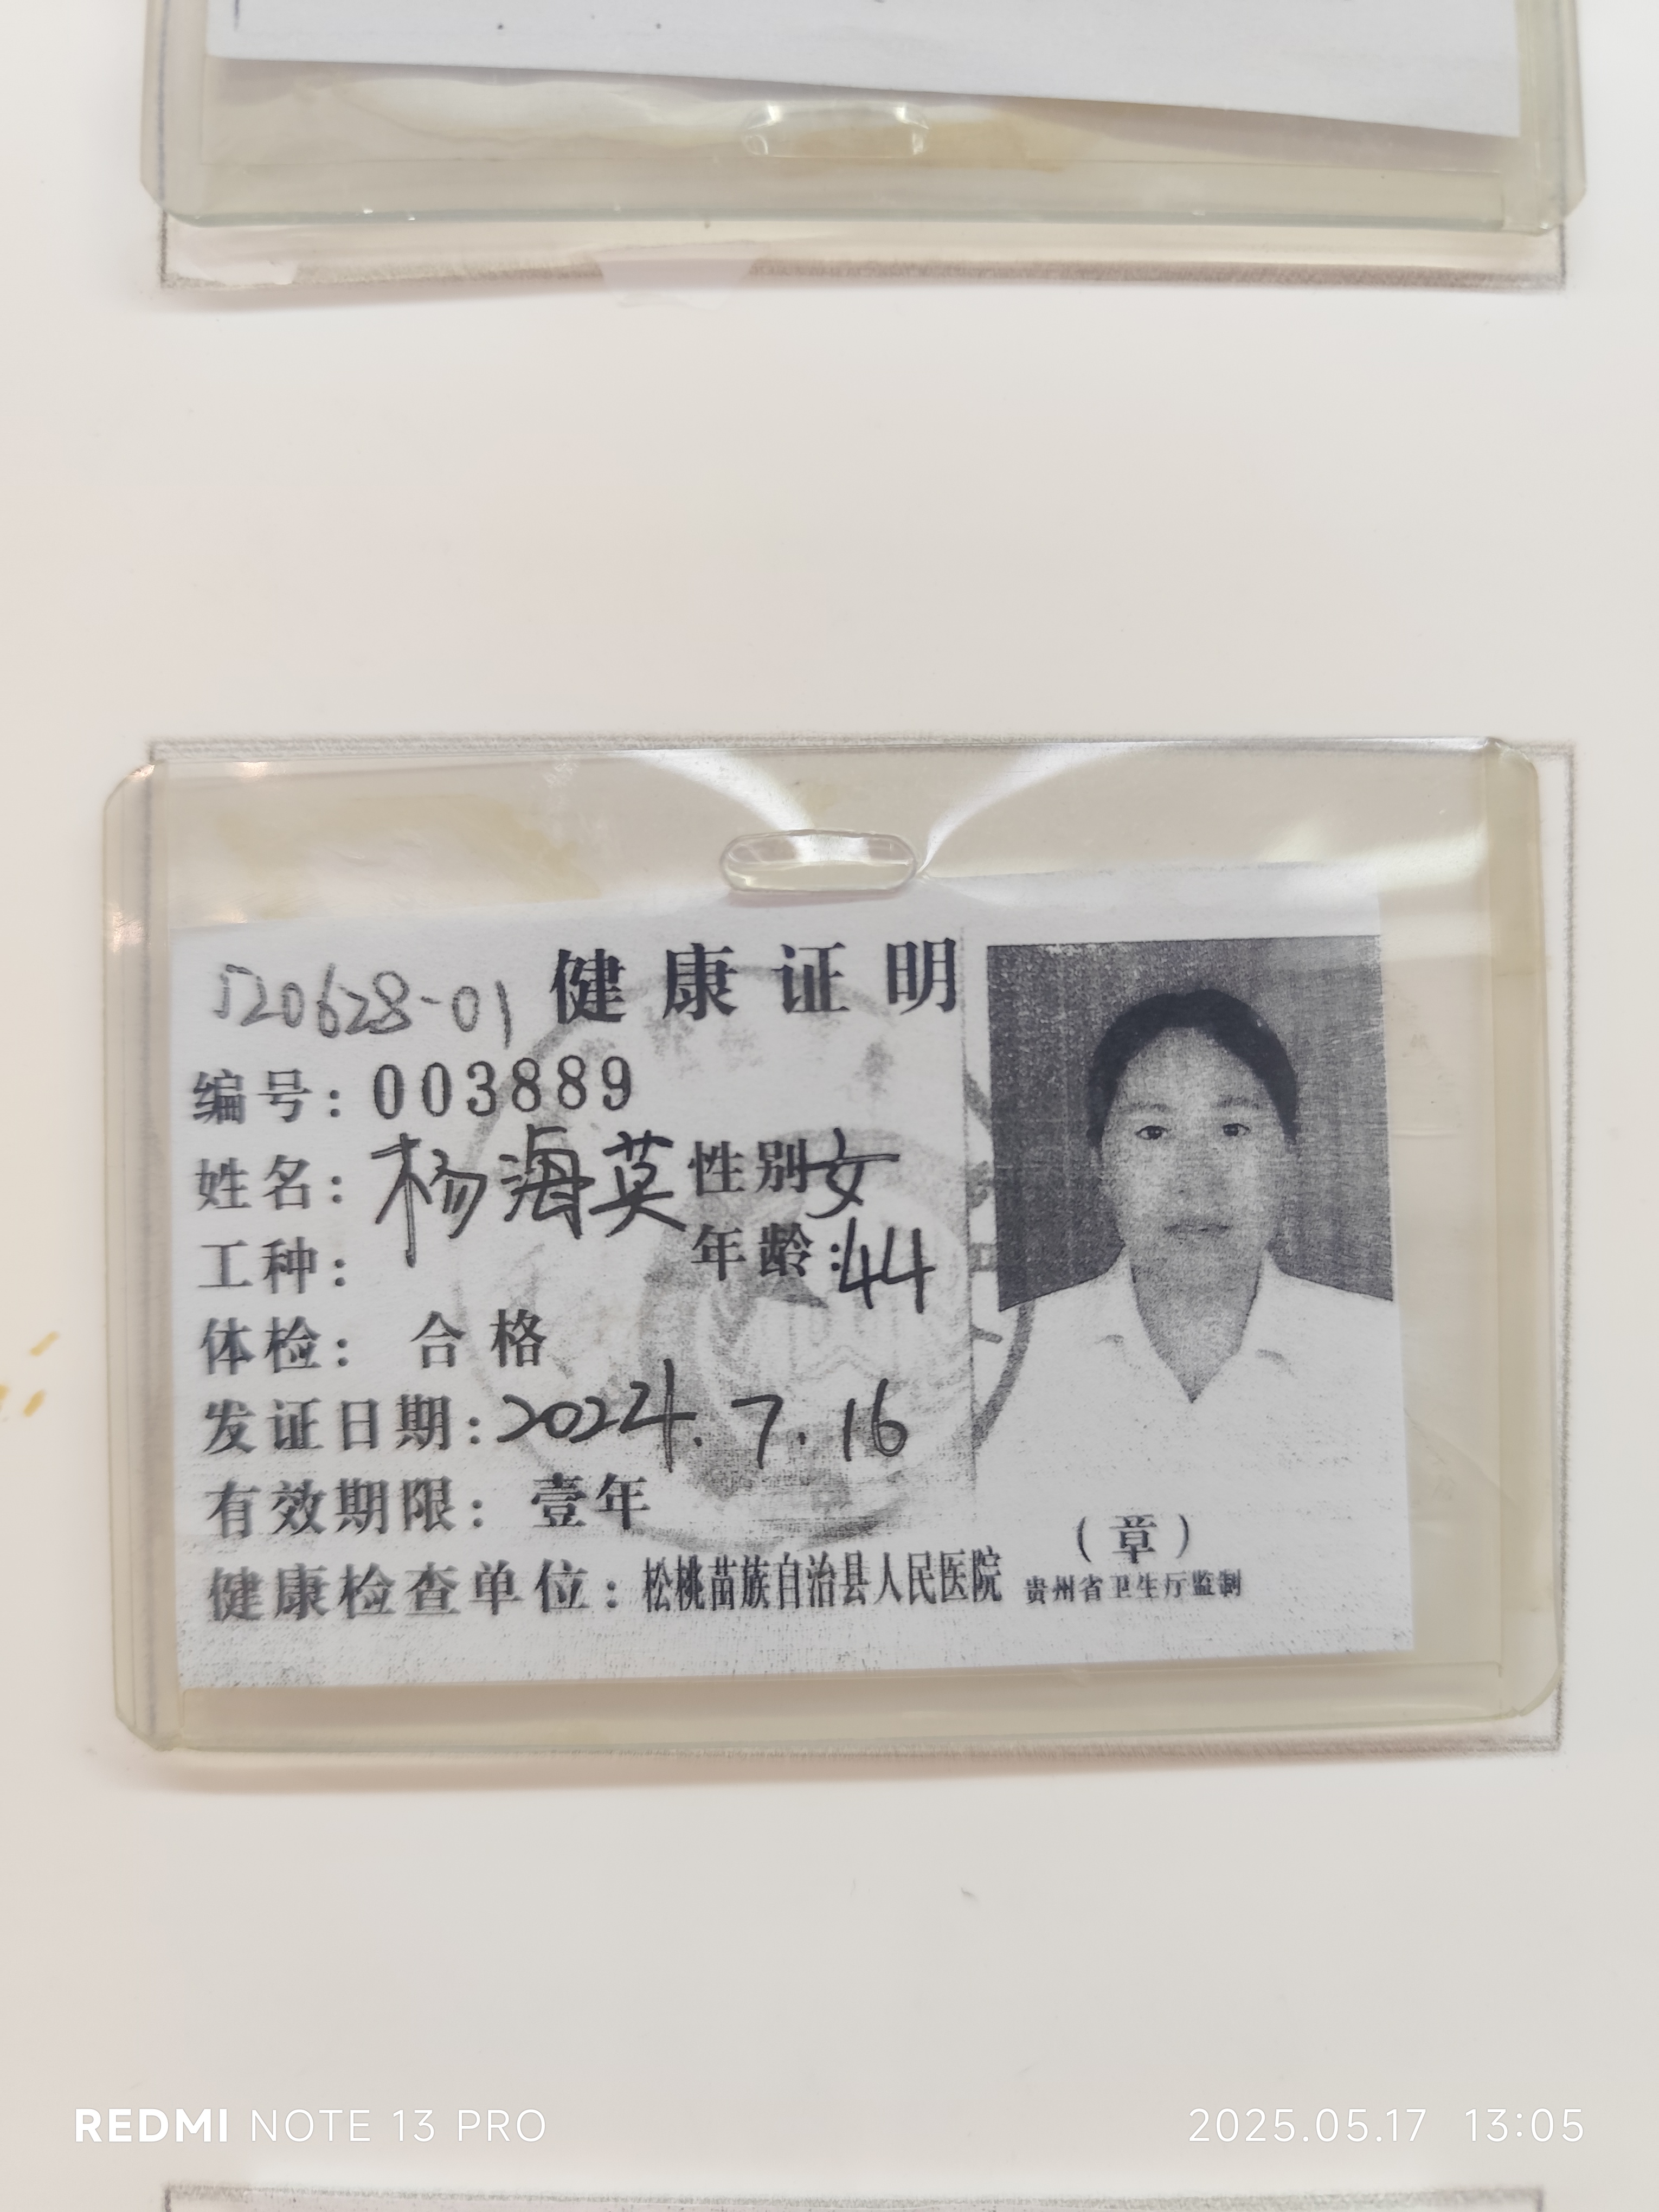 520628-01 健康证明
编号：003889
姓名：杨海英 性别女
工种： 年龄：44
体检： 合格
发证日期：2024.7.16
有效期限： 壹年
（章）
健康检查单位：松桃苗族自治县人民医院 贵州省卫生厅监制
REDMI NOTE 13 PRO 2025.05.17 13:05